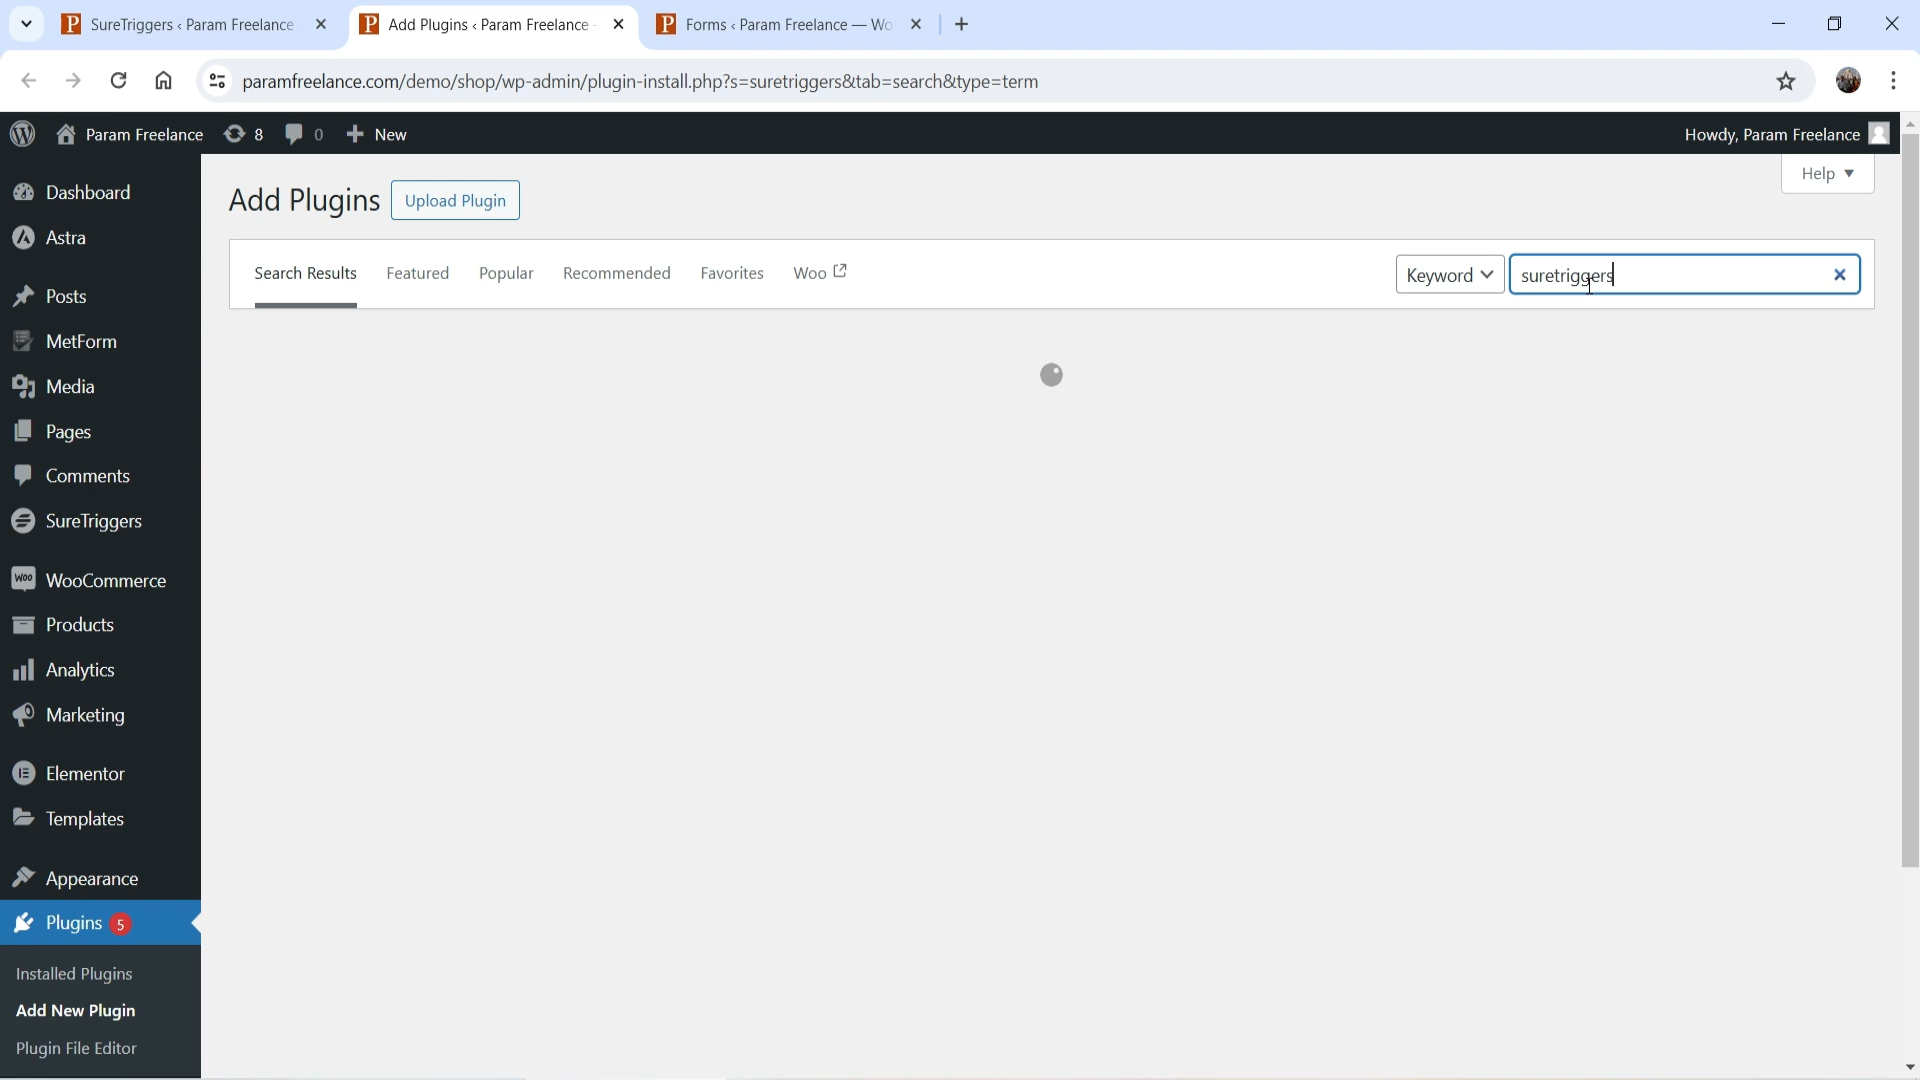 SureTriggers ‹ Param Freelance
Add Plugins ‹ Param Freelance -
Forms ‹ Param Freelance — Wo
paramfreelance.com/demo/shop/wp-admin/plugin-install.php?s=suretriggers&tab=search&type=term
Param Freelance 8 0 New Howdy, Param Freelance
Dashboard
Astra
Posts
MetForm
Media
Pages
Comments
SureTriggers
Woo WooCommerce
Products
Analytics
Marketing
Elementor
Templates
Appearance
Plugins 5
Installed Plugins
Add New Plugin
Plugin File Editor
Help
Add Plugins Upload Plugin
Search Results Featured Popular Recommended Favorites Woo Keyword suretriggers